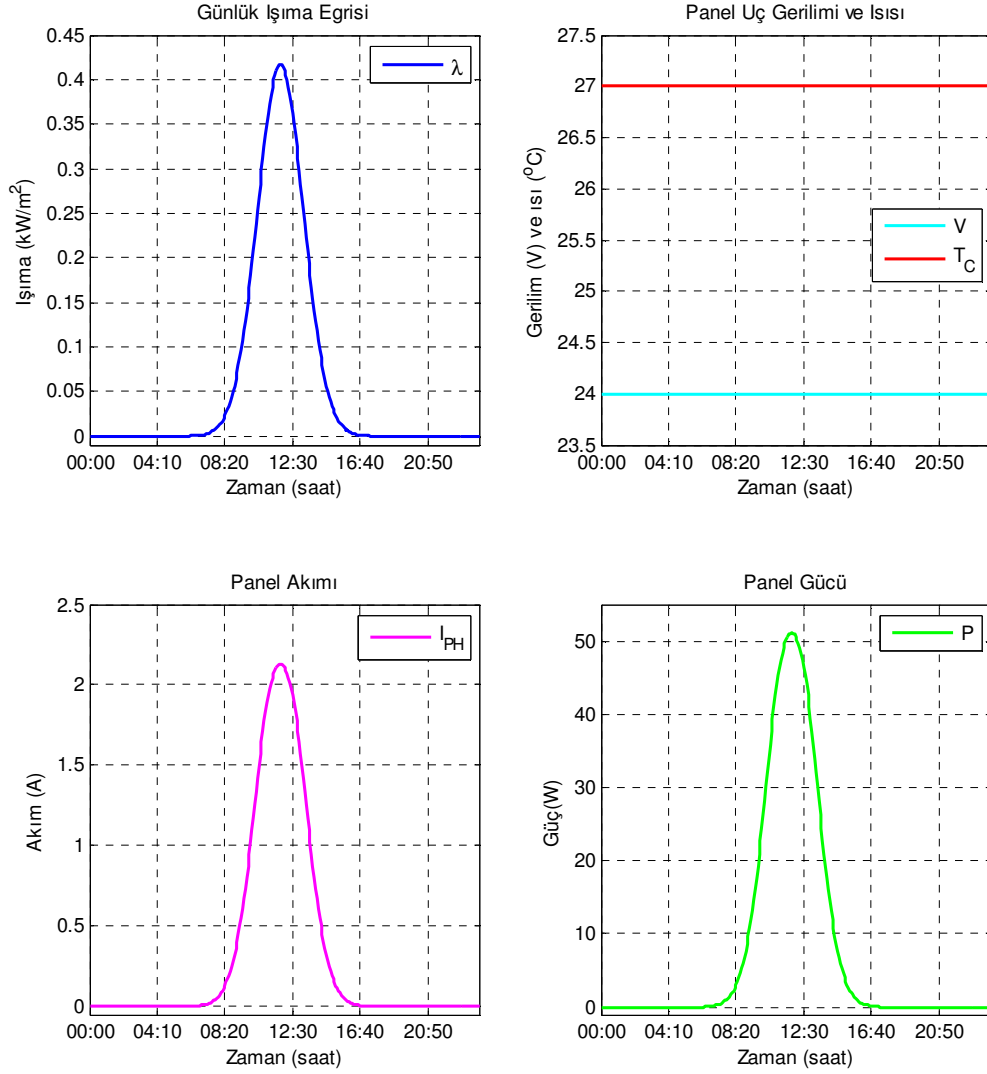 Günlük Işıma Egrisi
0.45
0.4
0.35
0.3
0.25
0.2
0.15
0.1
0.05
0
Işıma (kW/m²)
λ
00:00 04:10 08:20 12:30 16:40 20:50
Zaman (saat)
Panel Uç Gerilimi ve Isısı
27.5
27
26.5
26
25.5
25
24.5
24
23.5
Gerilim (V) ve ısı (°C)
V
T_C
00:00 04:10 08:20 12:30 16:40 20:50
Zaman (saat)
Panel Akımı
2.5
2
1.5
1
0.5
0
Akım (A)
I_PH
00:00 04:10 08:20 12:30 16:40 20:50
Zaman (saat)
Panel Gücü
50
40
30
20
10
0
Güç(W)
P
00:00 04:10 08:20 12:30 16:40 20:50
Zaman (saat)